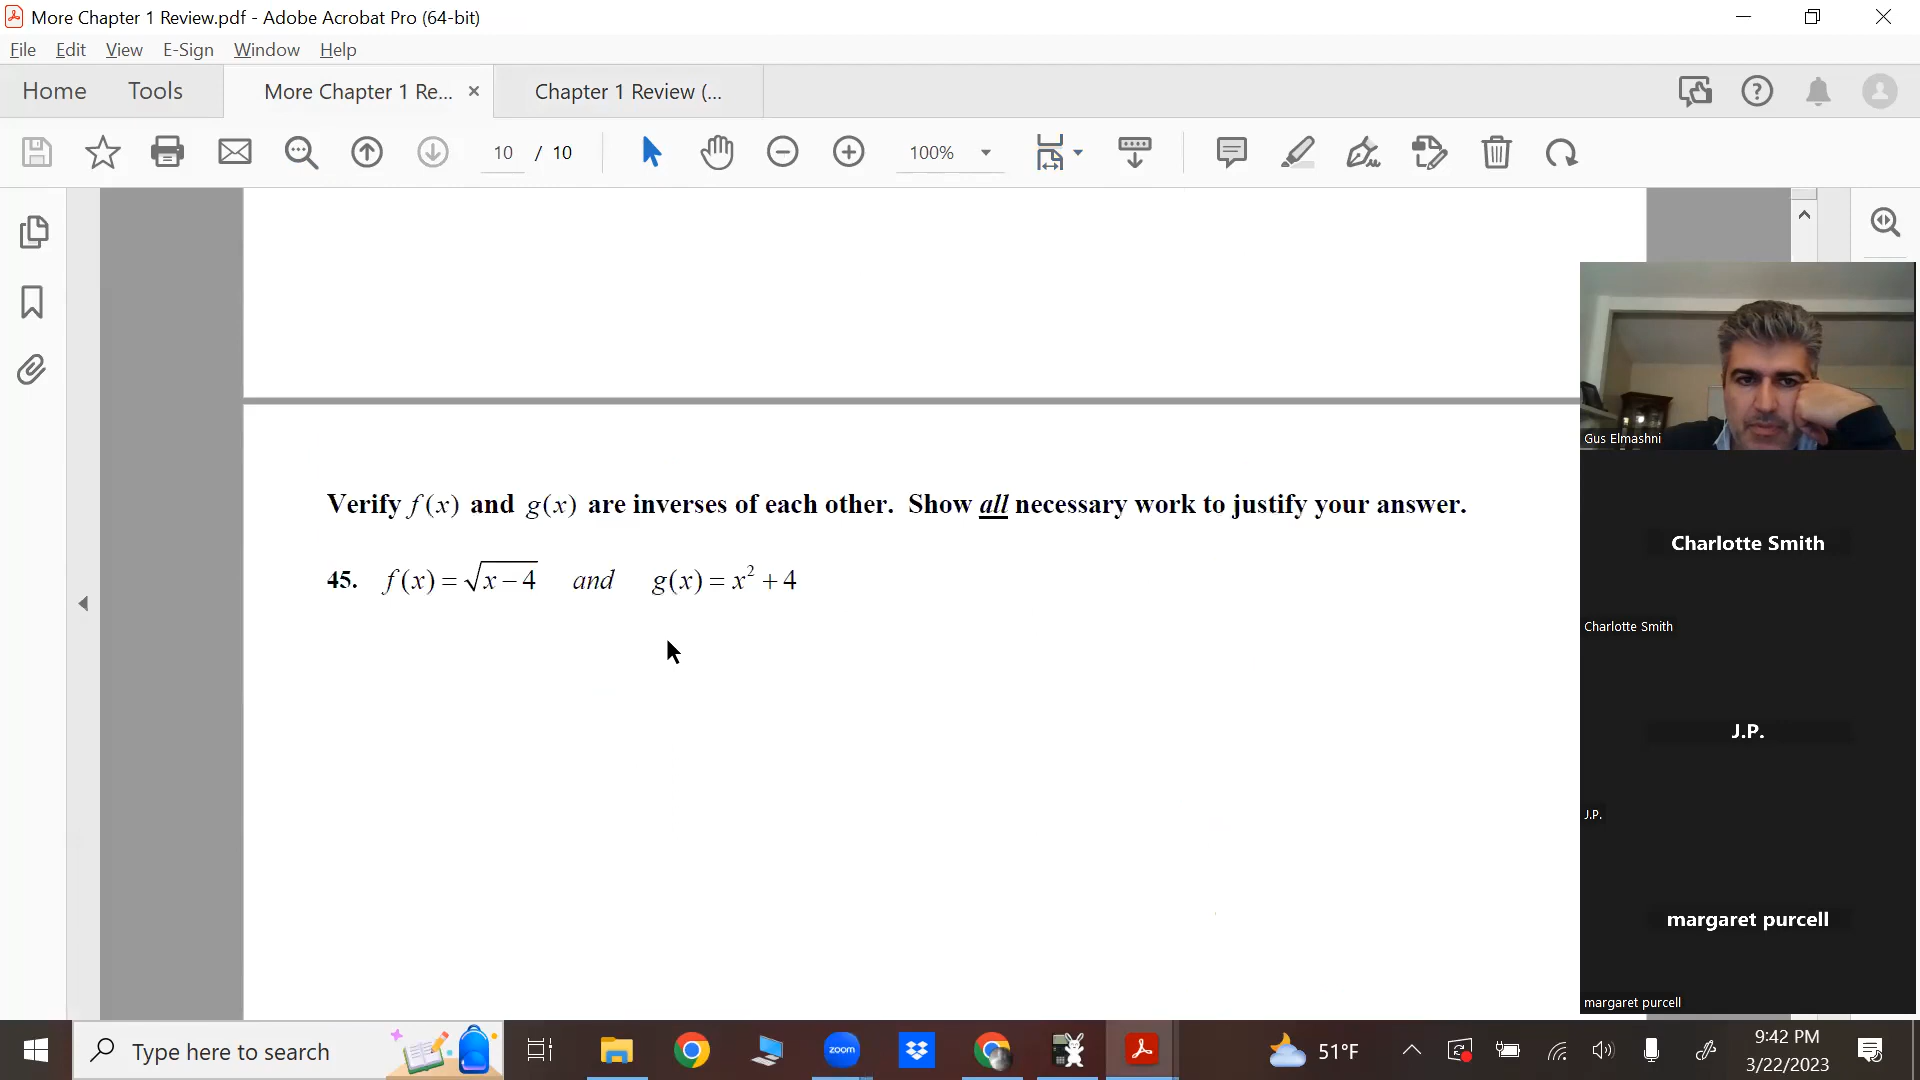 More Chapter 1 Review.pdf - Adobe Acrobat Pro (64-bit)
File Edit View E-Sign Window Help
Home Tools More Chapter 1 Re... × Chapter 1 Review (...
10 / 10 100%
Gus Elmashni
Verify f(x) and g(x) are inverses of each other. Show all necessary work to justify your answer.
45. f(x) = √(x−4) and g(x) = x² + 4
Charlotte Smith
Charlotte Smith
J.P.
J.P.
margaret purcell
margaret purcell
Type here to search zoom 51°F 9:42 PM
3/22/2023